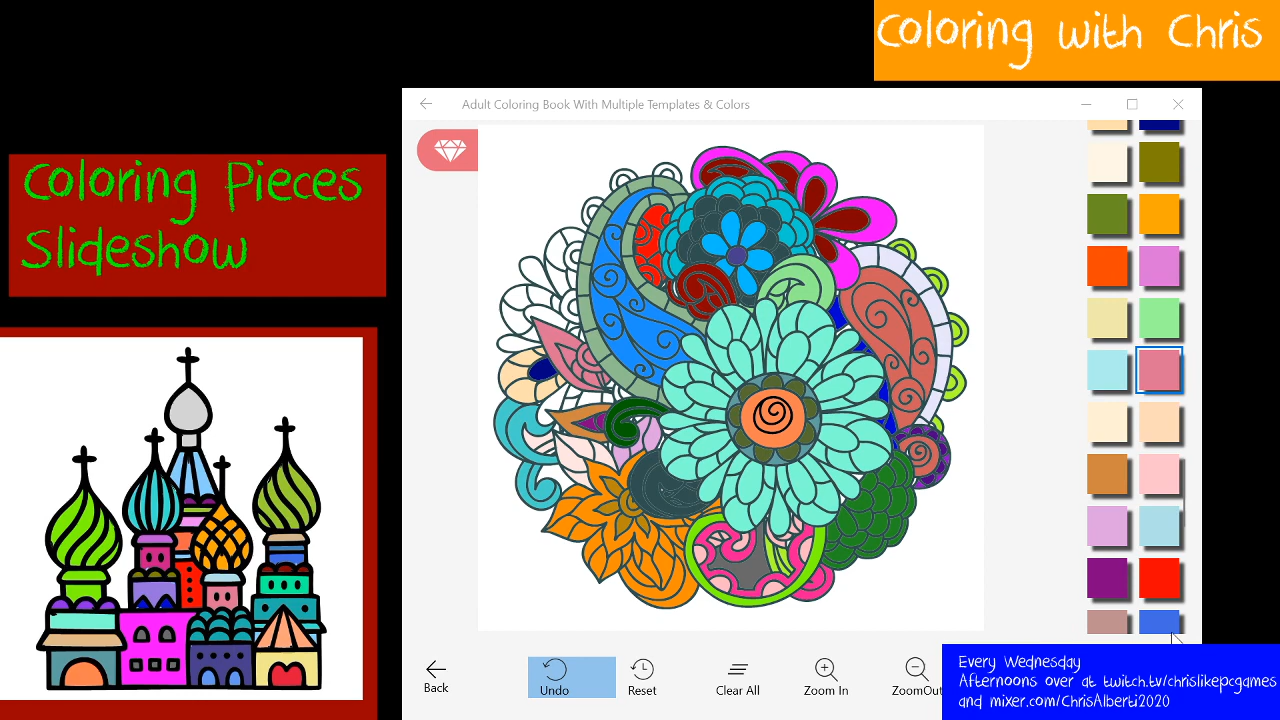 Coloring with Chris
Adult Coloring Book With Multiple Templates & Colors
Coloring Pieces
Slideshow
Back
Undo
Reset
Clear All
Zoom In
ZoomOut
Every Wednesday
Afternoons over at twitch.tv/chrislikepcgames
and mixer.com/ChrisAlberti2020